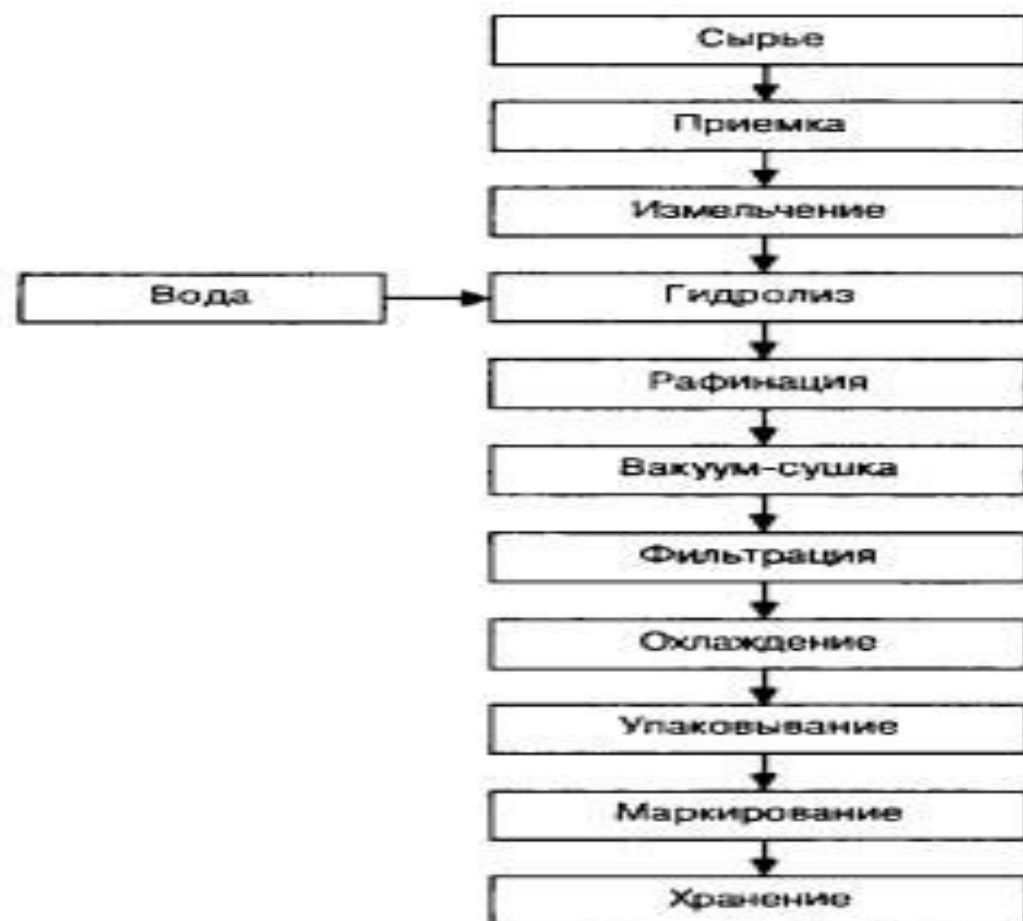 Сырье
Приемка
Измельчение
Вода
Гидролиз
Рафинация
Вакуум-сушка
Фильтрация
Охлаждение
Упаковывание
Маркирование
Хранение